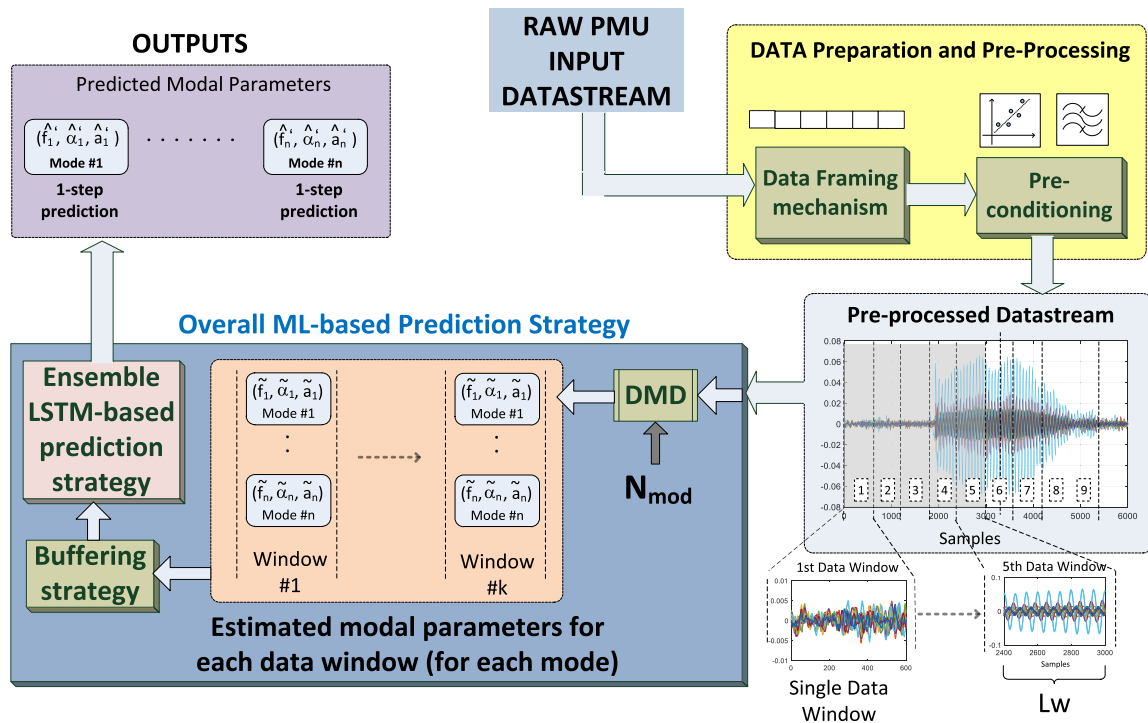 OUTPUTS
Predicted Modal Parameters
(f̂₁‘, α̂₁‘, â₁‘)
Mode #1
1-step
prediction
. . . . . . .
(f̂ₙ‘, α̂ₙ‘, âₙ‘)
Mode #n
1-step
prediction
RAW PMU
INPUT
DATASTREAM
DATA Preparation and Pre-Processing
Data Framing
mechanism
Pre-
conditioning
Pre-processed Datastream
0.08
0.06
0.04
0.02
0
-0.02
-0.04
-0.06
-0.08
1 2 3 4 5 6 7 8 9
0 1000 2000 3000 4000 5000 6000
Samples
1st Data Window
0.01
0.005
0
-0.005
-0.01
0 200 400 600
Single Data
Window
5th Data Window
0.1
0
-0.1
2400 2600 2800 3000
Samples
Lw
Overall ML-based Prediction Strategy
Ensemble
LSTM-based
prediction
strategy
Buffering
strategy
(f̃₁, α̃₁, ã₁)
Mode #1
(f̃ₙ, α̃ₙ, ãₙ)
Mode #n
Window
#1
(f̃₁, α̃₁, ã₁)
Mode #1
(f̃ₙ, α̃ₙ, ãₙ)
Mode #n
Window
#k
DMD
Nmod
Estimated modal parameters for
each data window (for each mode)